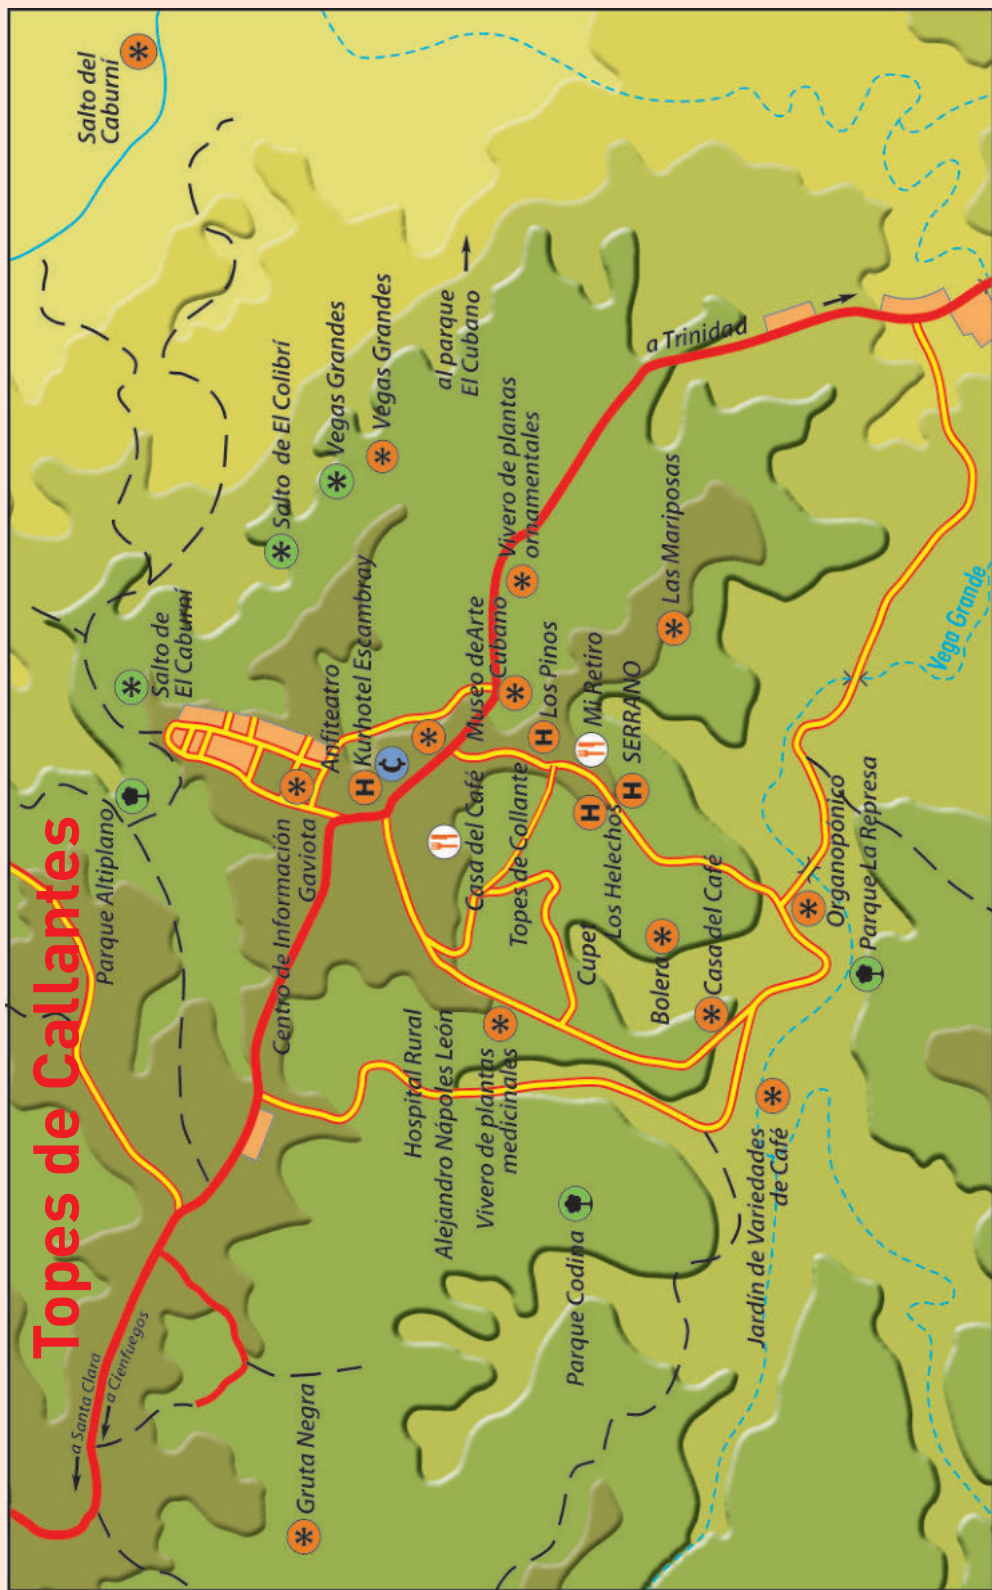 Topes de Callantes
a Santa Clara
a Cienfuegos
Gruta Negra
Parque Altiplano
Salto de
El Caburní
Salto del
Caburní
Centro de Información
Gaviota
Anfiteatro
H
Kurhotel Escambray
Salto de El Colibrí
Vegas Grandes
Vegas Grandes
al parque
El Cubano
a Trinidad
Hospital Rural
Alejandro Nápoles León
Vivero de plantas
medicinales
Casa del Café
Museo deArte
Cubano
Vivero de plantas
ornamentales
Topes de Collante
H
Los Pinos
Mi Retiro
H
SERRANO
H
Los Helechos
Cupet
Las Mariposas
Parque Codina
Bolera
Casa del Café
Jardín de Variedades
de Café
Organopónico
Parque La Represa
Vega Grande